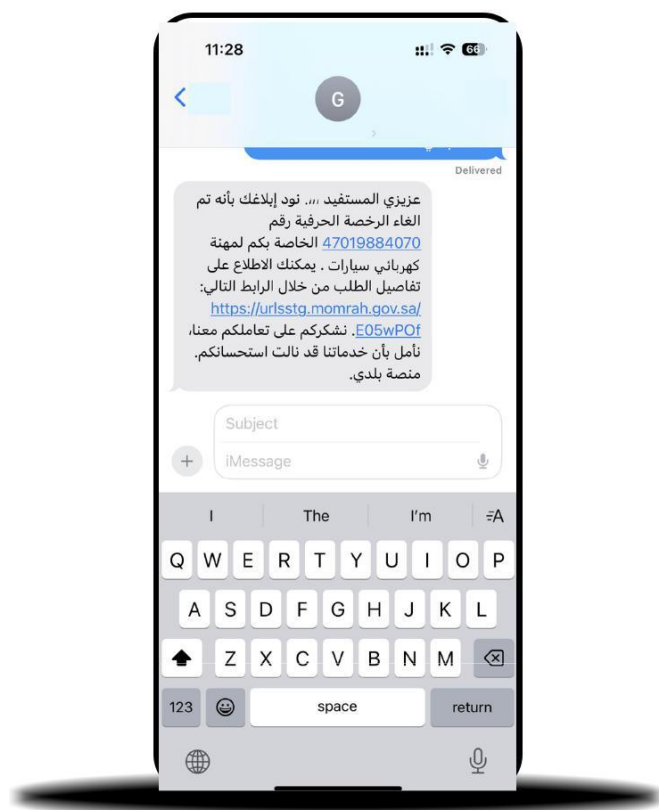 11:28
66
G
Delivered
عزيزي المستفيد ،،،. نود إبلاغك بأنه تم
الغاء الرخصة الحرفية رقم
47019884070 الخاصة بكم لمهنة
كهربائي سيارات . يمكنك الاطلاع على
تفاصيل الطلب من خلال الرابط التالي:
https://urlsstg.momrah.gov.sa/
E05wPOf. نشكركم على تعاملكم معنا،
نأمل بأن خدماتنا قد نالت استحسانكم.
منصة بلدي.
Subject
iMessage
I The I'm
Q W E R T Y U I O P
A S D F G H J K L
Z X C V B N M
123 space return